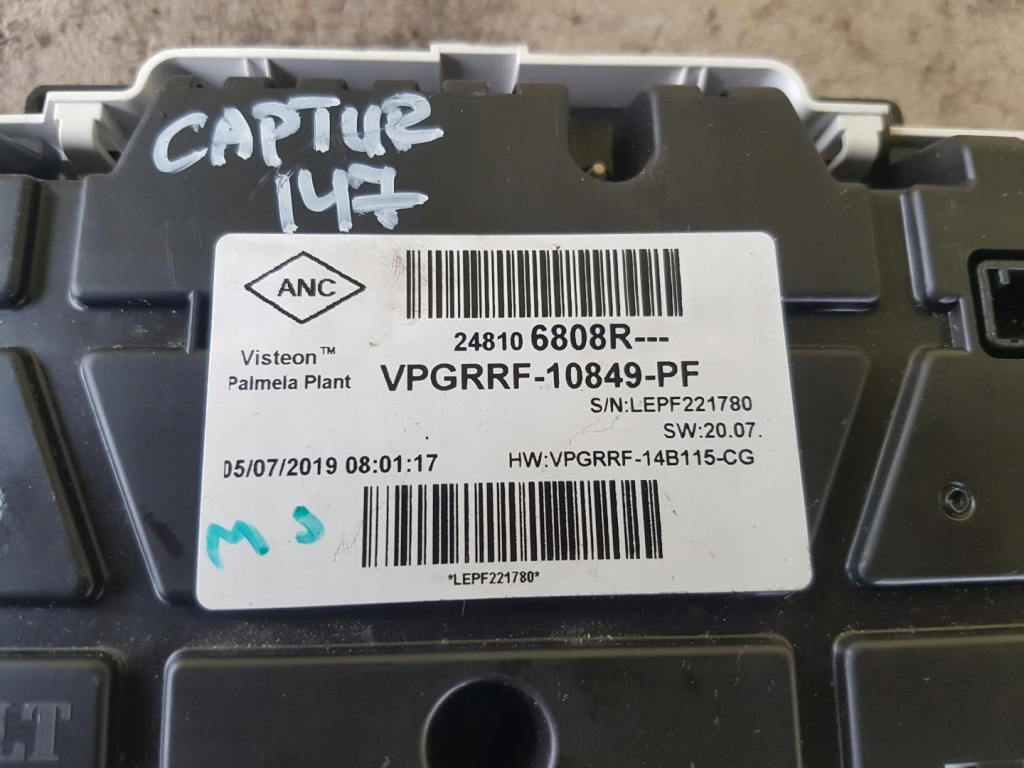 CAPTUR
147
ANC
24810 6808R---
Visteon™
Palmela Plant
VPGRRF-10849-PF
S/N:LEPF221780
SW:20.07.
05/07/2019 08:01:17
HW:VPGRRF-14B115-CG
*LEPF221780*
LT